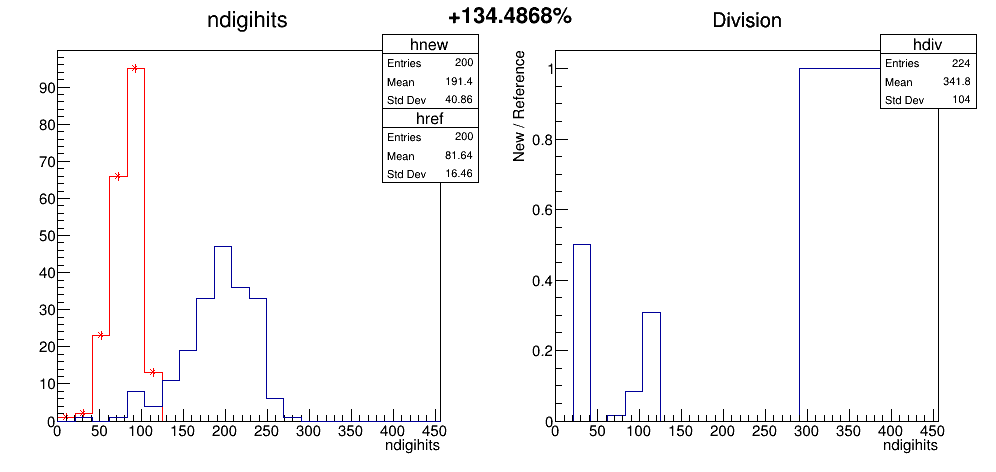 +134.4868%
ndigihits
hnew
Entries 200
Mean 191.4
Std Dev 40.86
href
Entries 200
Mean 81.64
Std Dev 16.46
90
80
70
60
50
40
30
20
10
0
0 50 100 150 200 250 300 350 400 450
ndigihits
Division
hdiv
Entries 224
Mean 341.8
Std Dev 104
New / Reference
1
0.8
0.6
0.4
0.2
0
0 50 100 150 200 250 300 350 400 450
ndigihits